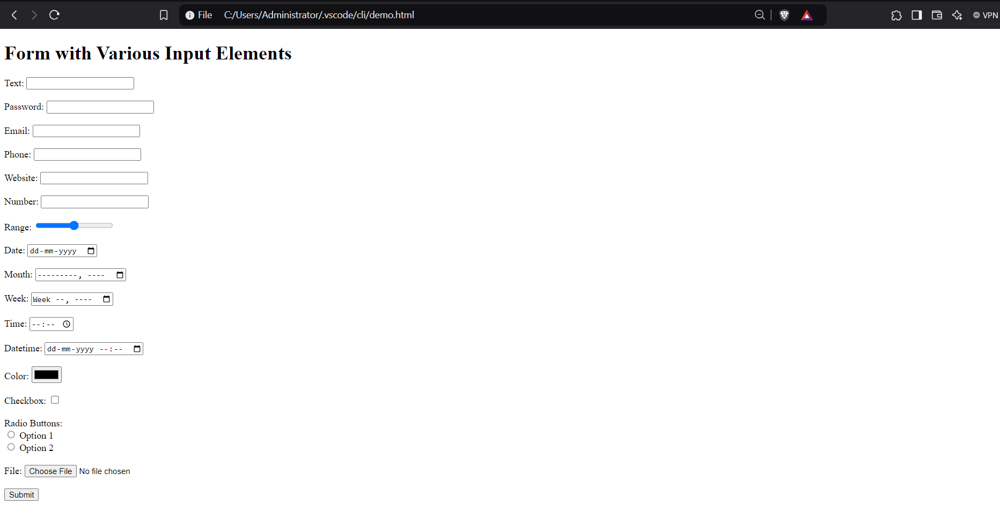 File C:/Users/Administrator/.vscode/cli/demo.html VPN
Form with Various Input Elements
Text:
Password:
Email:
Phone:
Website:
Number:
Range:
Date: dd-mm-yyyy
Month: ---------, ----
Week: Week --, ----
Time: --:--
Datetime: dd-mm-yyyy --:--
Color:
Checkbox:
Radio Buttons:
Option 1
Option 2
File: Choose File No file chosen
Submit